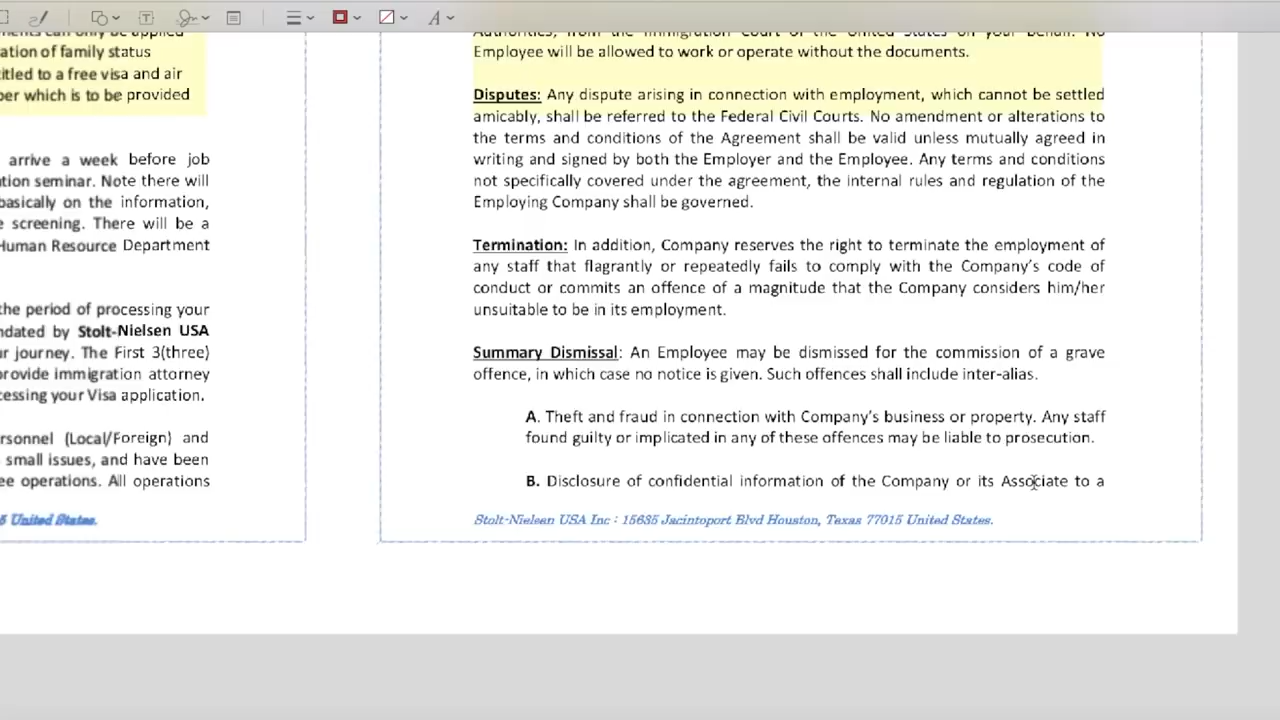 ments can only be applied
ation of family status
itled to a free visa and air
ber which is to be provided
arrive a week before job
tion seminar. Note there will
basically on the information,
e screening. There will be a
Human Resource Department
the period of processing your
ndated by Stolt-Nielsen USA
ur journey. The First 3(three)
provide immigration attorney
cessing your Visa application.
ersonnel (Local/Foreign) and
small issues, and have been
ee operations. All operations
5 United States.
Authorities, from the Immigration Court of the United States on your behalf. No
Employee will be allowed to work or operate without the documents.
Disputes: Any dispute arising in connection with employment, which cannot be settled
amicably, shall be referred to the Federal Civil Courts. No amendment or alterations to
the terms and conditions of the Agreement shall be valid unless mutually agreed in
writing and signed by both the Employer and the Employee. Any terms and conditions
not specifically covered under the agreement, the internal rules and regulation of the
Employing Company shall be governed.
Termination: In addition, Company reserves the right to terminate the employment of
any staff that flagrantly or repeatedly fails to comply with the Company's code of
conduct or commits an offence of a magnitude that the Company considers him/her
unsuitable to be in its employment.
Summary Dismissal: An Employee may be dismissed for the commission of a grave
offence, in which case no notice is given. Such offences shall include inter-alias.
A. Theft and fraud in connection with Company's business or property. Any staff
found guilty or implicated in any of these offences may be liable to prosecution.
B. Disclosure of confidential information of the Company or its Associate to a
Stolt-Nielsen USA Inc : 15635 Jacintoport Blvd Houston, Texas 77015 United States.